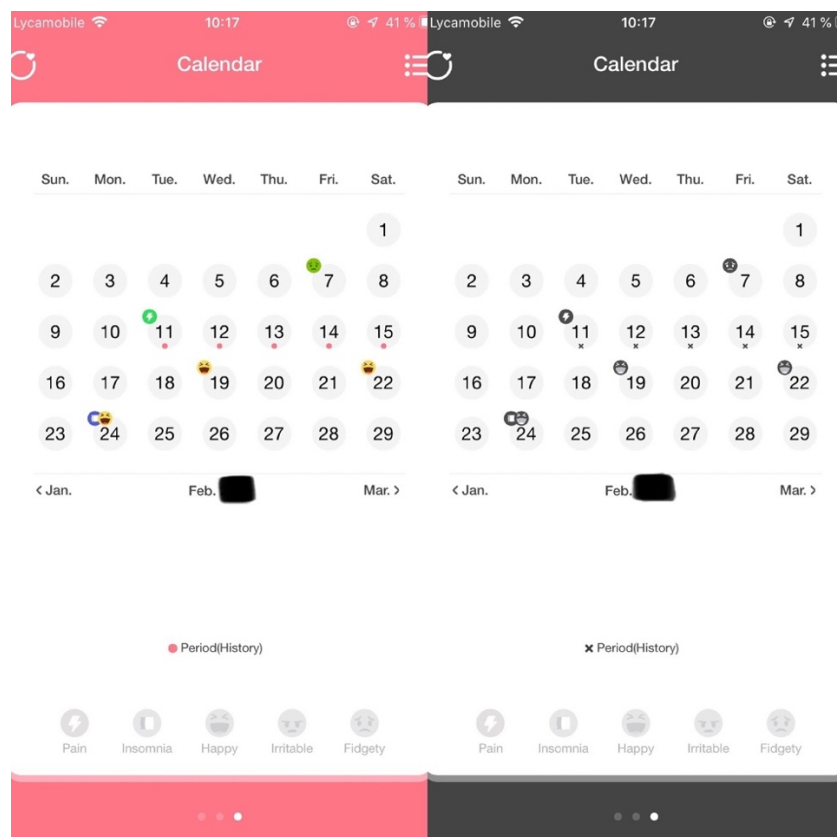 Lycamobile 10:17 41 %
Calendar
Sun. Mon. Tue. Wed. Thu. Fri. Sat.
1
2 3 4 5 6 7 8
9 10 11 12 13 14 15
16 17 18 19 20 21 22
23 24 25 26 27 28 29
< Jan. Feb. Mar. >
Period(History)
Pain Insomnia Happy Irritable Fidgety
Lycamobile 10:17 41 %
Calendar
Sun. Mon. Tue. Wed. Thu. Fri. Sat.
1
2 3 4 5 6 7 8
9 10 11 12 13 14 15
16 17 18 19 20 21 22
23 24 25 26 27 28 29
< Jan. Feb. Mar. >
Period(History)
Pain Insomnia Happy Irritable Fidgety